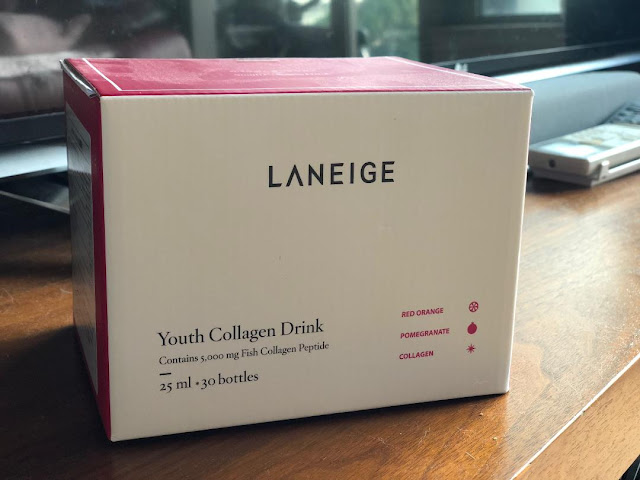 LANEIGE
Youth Collagen Drink
Contains 5,000 mg Fish Collagen Peptide
25 ml • 30 bottles
RED ORANGE
POMEGRANATE
COLLAGEN